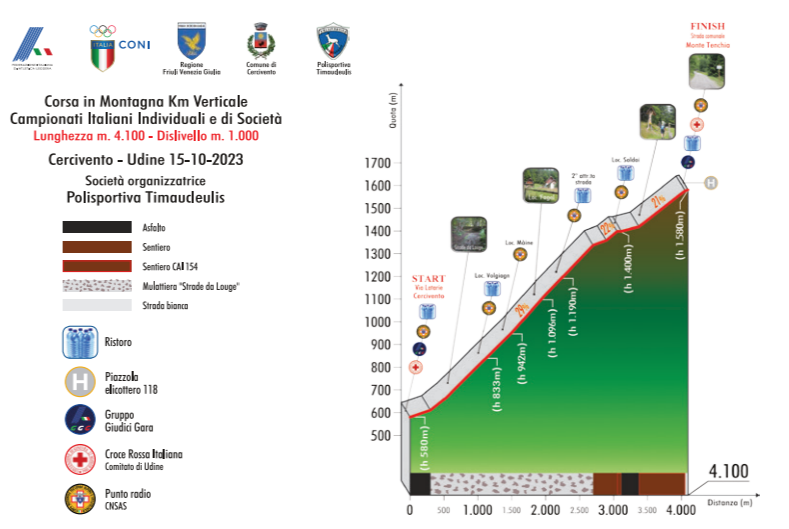 ITALIA
CONI
Regione
Friuli Venezia Giulia
Comune di
Cercivento
Polisportiva
Timaudeulis
Corsa in Montagna Km Verticale
Campionati Italiani Individuali e di Società
Lunghezza m. 4.100 - Dislivello m. 1.000
Cercivento - Udine 15-10-2023
Società organizzatrice
Polisportiva Timaudeulis
Asfalto
Sentiero
Sentiero CAI 154
Mulattiera "Strade da Louge"
Strada bianca
Ristoro
Piazzola
elicottero 118
Gruppo
Giudici Gara
Croce Rossa Italiana
Comitato di Udine
Punto radio
CNSAS
H
FINISH
Strada comunale
Monte Tenchia
Quota (m)
1700
1600
1500
1400
1300
1200
1100
1000
900
800
700
600
500
START
Via Laterie
Cercivento
Strade da Louge
Loc. Valgiago
Loc. Màine
2° attr.to
strada
Loc. Soldai
H
29%
22%
21%
(h 580m)
(h 833m)
(h 942m)
(h 1.096m)
(h 1.190m)
(h 1.400m)
(h 1.580m)
4.100
Distanza (m)
0
500
1.000
1.500
2.000
2.500
3.000
3.500
4.000